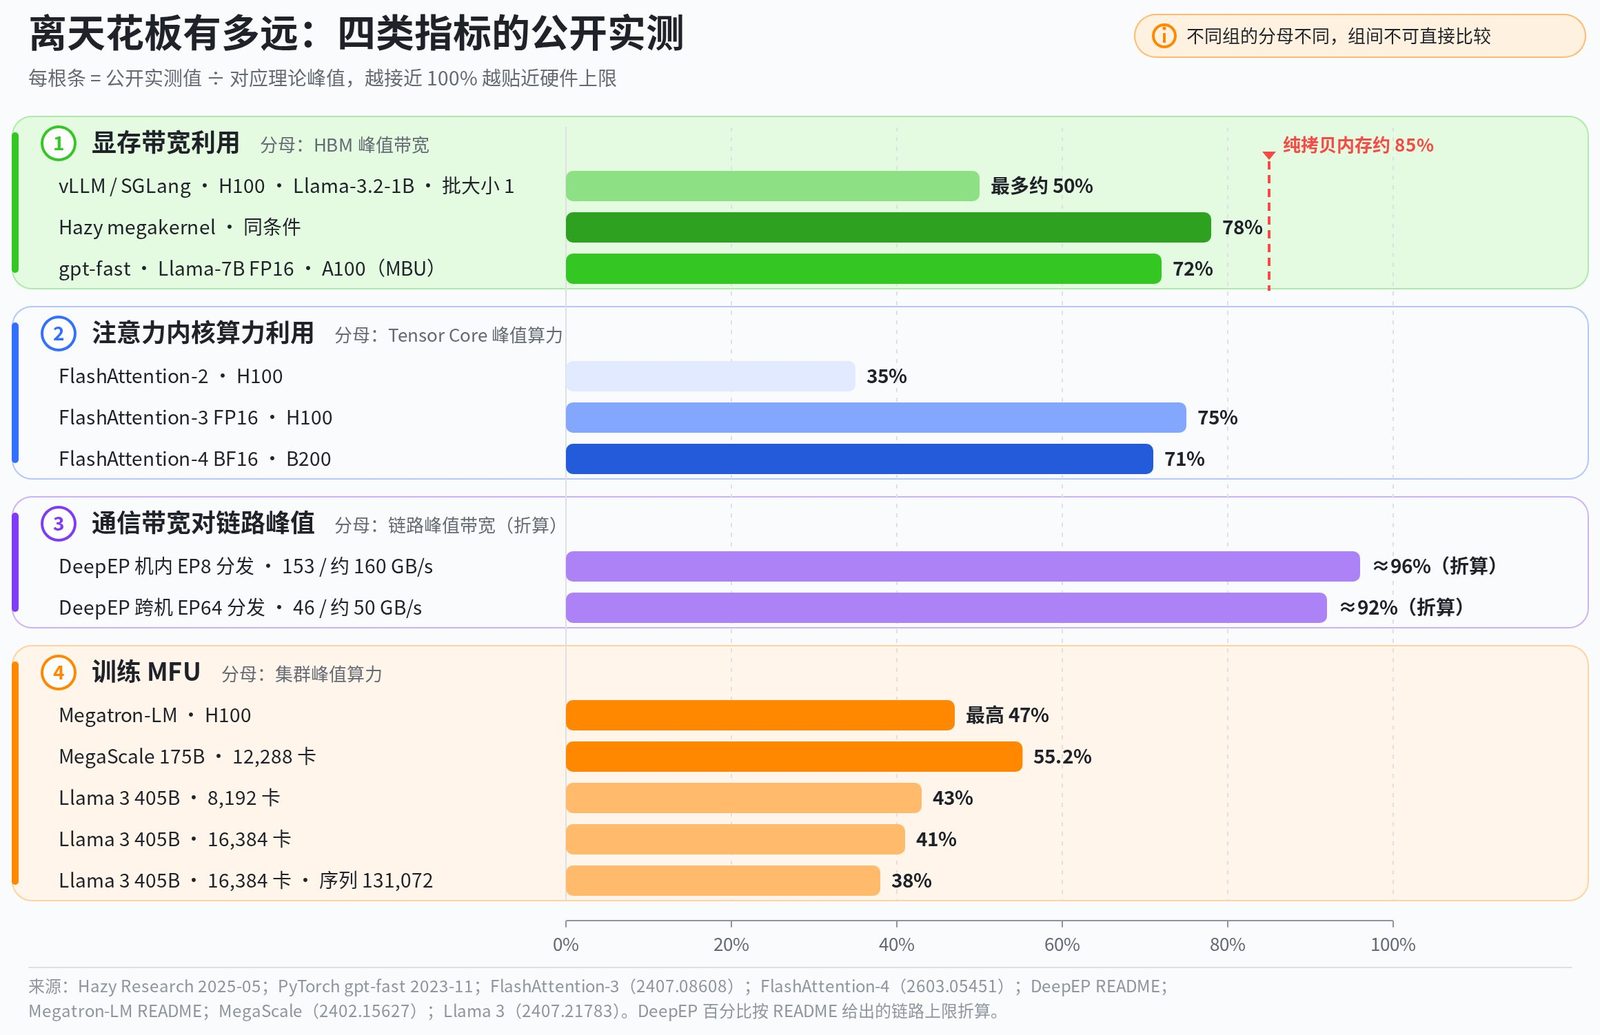 离天花板有多远：四类指标的公开实测
不同组的分母不同，组间不可直接比较
每根条 = 公开实测值 ÷ 对应理论峰值，越接近 100% 越贴近硬件上限
1 显存带宽利用 分母：HBM 峰值带宽
纯拷贝内存约 85%
vLLM / SGLang · H100 · Llama-3.2-1B · 批大小 1 最多约 50%
Hazy megakernel · 同条件 78%
gpt-fast · Llama-7B FP16 · A100（MBU） 72%
2 注意力内核算力利用 分母：Tensor Core 峰值算力
FlashAttention-2 · H100 35%
FlashAttention-3 FP16 · H100 75%
FlashAttention-4 BF16 · B200 71%
3 通信带宽对链路峰值 分母：链路峰值带宽（折算）
DeepEP 机内 EP8 分发 · 153 / 约 160 GB/s ≈96%（折算）
DeepEP 跨机 EP64 分发 · 46 / 约 50 GB/s ≈92%（折算）
4 训练 MFU 分母：集群峰值算力
Megatron-LM · H100 最高 47%
MegaScale 175B · 12,288 卡 55.2%
Llama 3 405B · 8,192 卡 43%
Llama 3 405B · 16,384 卡 41%
Llama 3 405B · 16,384 卡 · 序列 131,072 38%
0% 20% 40% 60% 80% 100%
来源：Hazy Research 2025-05；PyTorch gpt-fast 2023-11；FlashAttention-3（2407.08608）；FlashAttention-4（2603.05451）；DeepEP README；
Megatron-LM README；MegaScale（2402.15627）；Llama 3（2407.21783）。DeepEP 百分比按 README 给出的链路上限折算。